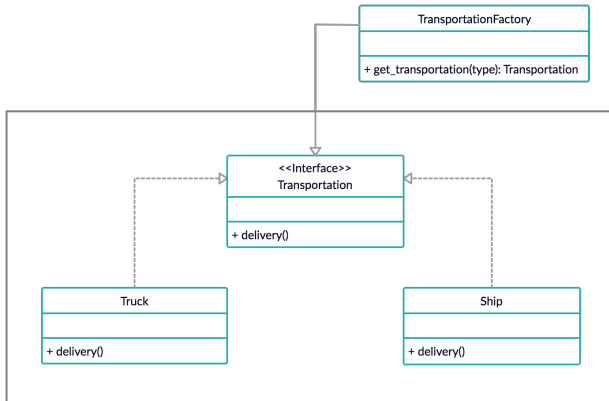 TransportationFactory
+ get_transportation(type): Transportation
<<Interface>>
Transportation
+ delivery()
Truck
+ delivery()
Ship
+ delivery()